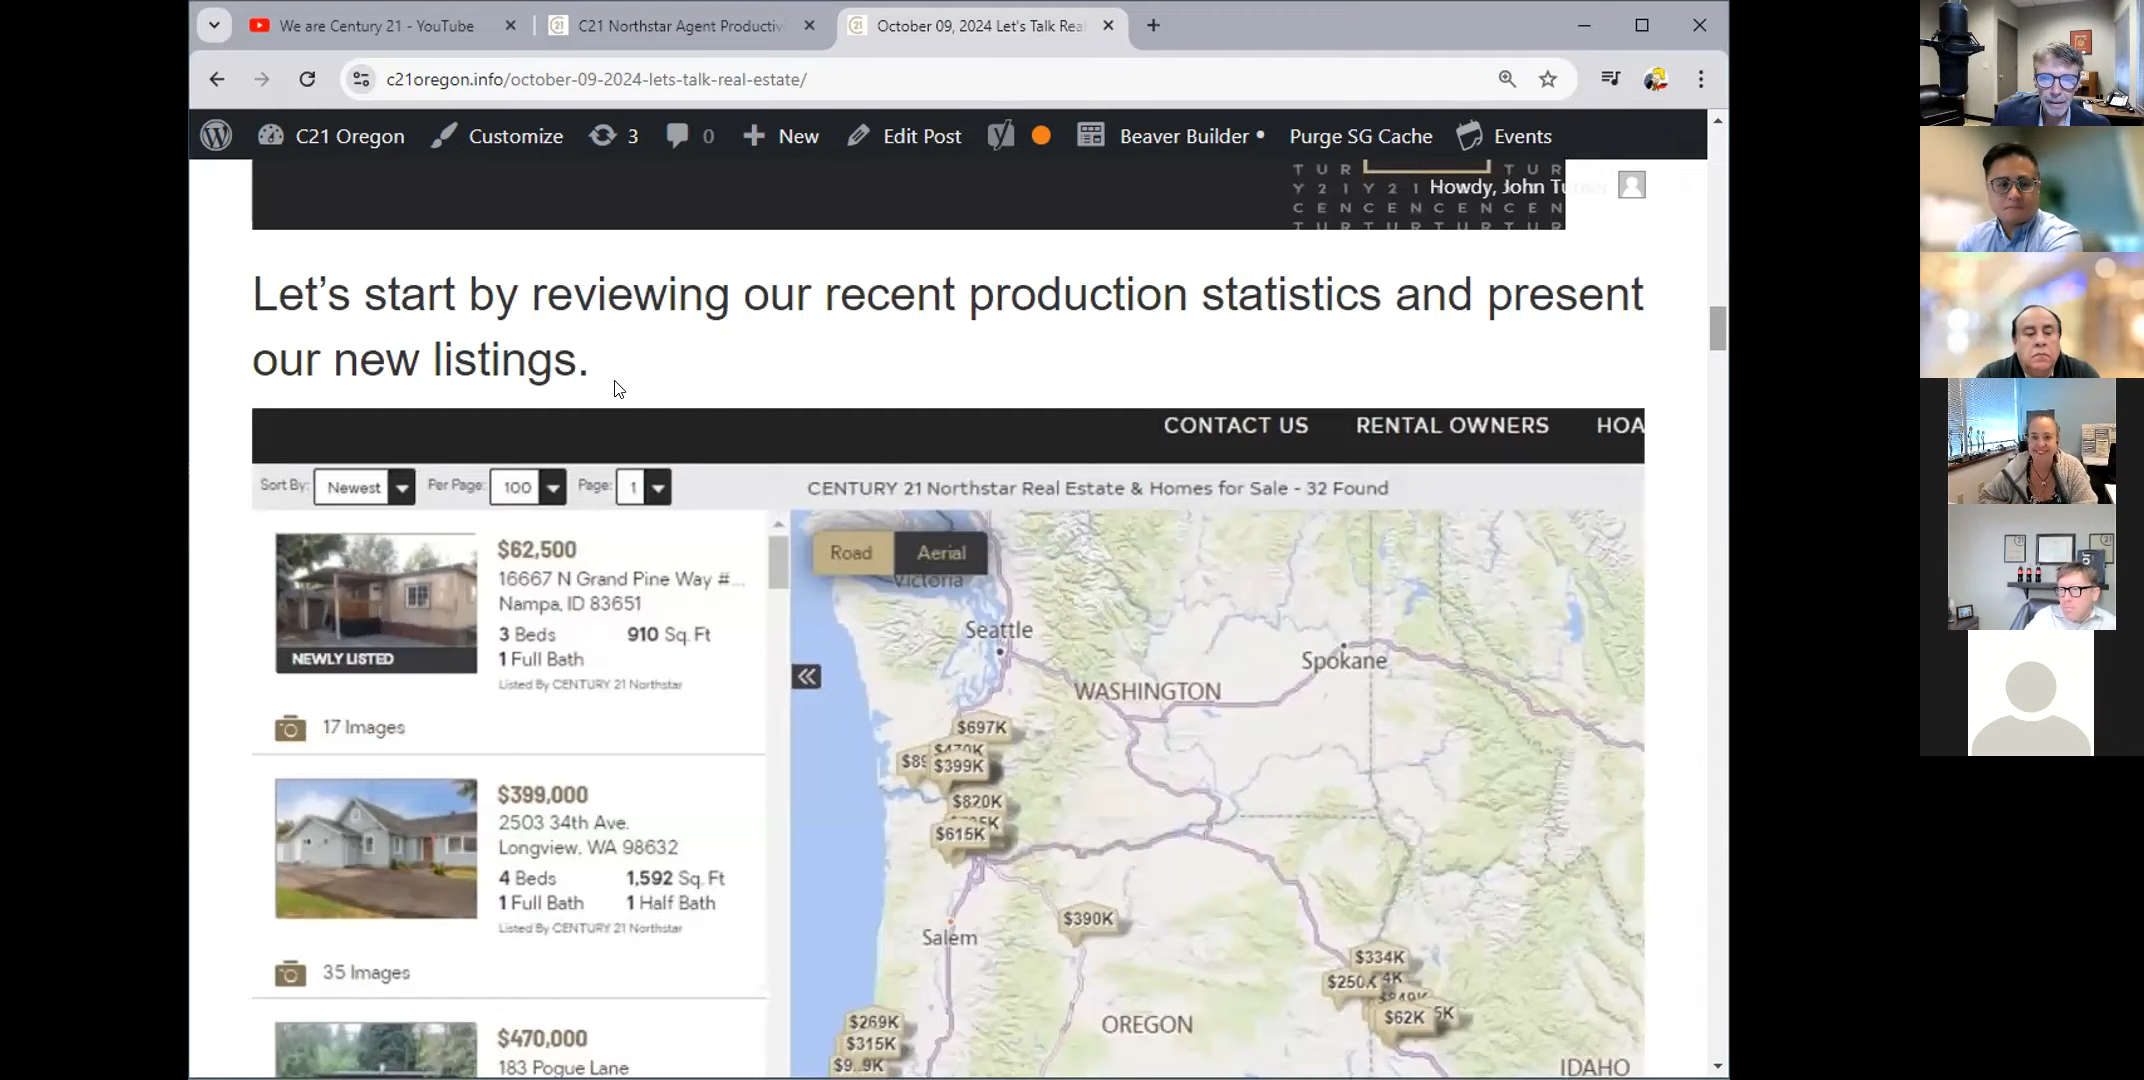 We are Century 21 - YouTube
C21 Northstar Agent Productiv
October 09, 2024 Let's Talk Rea
c21oregon.info/october-09-2024-lets-talk-real-estate/
C21 Oregon
Customize
3
0
New
Edit Post
Beaver Builder
Purge SG Cache
Events
T U R T U R
Y 2 1 Y 2 1
Howdy, John Turner
C E N C E N C E N C E N
T U R T U R T U R T U R
Let's start by reviewing our recent production statistics and present
our new listings.
CONTACT US
RENTAL OWNERS
HOA
Sort By: Newest
Per Page: 100
Page: 1
CENTURY 21 Northstar Real Estate & Homes for Sale - 32 Found
NEWLY LISTED
$62,500
16667 N Grand Pine Way #...
Nampa, ID 83651
3 Beds 910 Sq. Ft
1 Full Bath
Listed By CENTURY 21 Northstar
17 Images
$399,000
2503 34th Ave.
Longview, WA 98632
4 Beds 1,592 Sq. Ft
1 Full Bath 1 Half Bath
Listed By CENTURY 21 Northstar
35 Images
$470,000
183 Pogue Lane
Road
Aerial
Victoria
Seattle
Spokane
WASHINGTON
$697K
$470K
$399K
$820K
$615K
$390K
Salem
$334K
$250K
$849K
$62K
$269K
$315K
OREGON
IDAHO